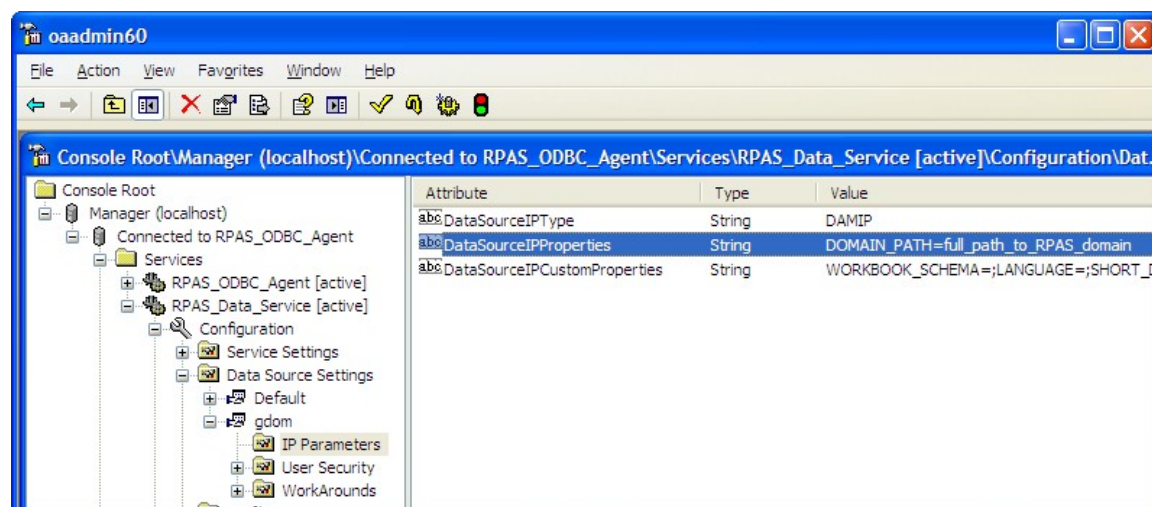 oaadmin60
File Action View Favorites Window Help
Console Root\Manager (localhost)\Connected to RPAS_ODBC_Agent\Services\RPAS_Data_Service [active]\Configuration\Dat.
Console Root
Manager (localhost)
Connected to RPAS_ODBC_Agent
Services
RPAS_ODBC_Agent [active]
RPAS_Data_Service [active]
Configuration
Service Settings
Data Source Settings
Default
gdom
IP Parameters
User Security
WorkArounds
Attribute Type Value
abc DataSourceIPType String DAMIP
abc DataSourceIPProperties String DOMAIN_PATH=full_path_to_RPAS_domain
abc DataSourceIPCustomProperties String WORKBOOK_SCHEMA=;LANGUAGE=;SHORT_